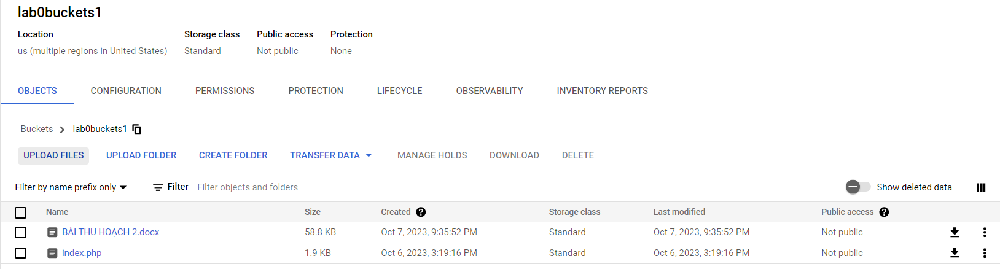 lab0buckets1
Location Storage class Public access Protection
us (multiple regions in United States) Standard Not public None
OBJECTS CONFIGURATION PERMISSIONS PROTECTION LIFECYCLE OBSERVABILITY INVENTORY REPORTS
Buckets lab0buckets1
UPLOAD FILES UPLOAD FOLDER CREATE FOLDER TRANSFER DATA MANAGE HOLDS DOWNLOAD DELETE
Filter by name prefix only Filter Filter objects and folders Show deleted data
Name Size Created Storage class Last modified Public access
BÀI THU HOẠCH 2.docx 58.8 KB Oct 7, 2023, 9:35:52 PM Standard Oct 7, 2023, 9:35:52 PM Not public
index.php 1.9 KB Oct 6, 2023, 3:19:16 PM Standard Oct 6, 2023, 3:19:16 PM Not public